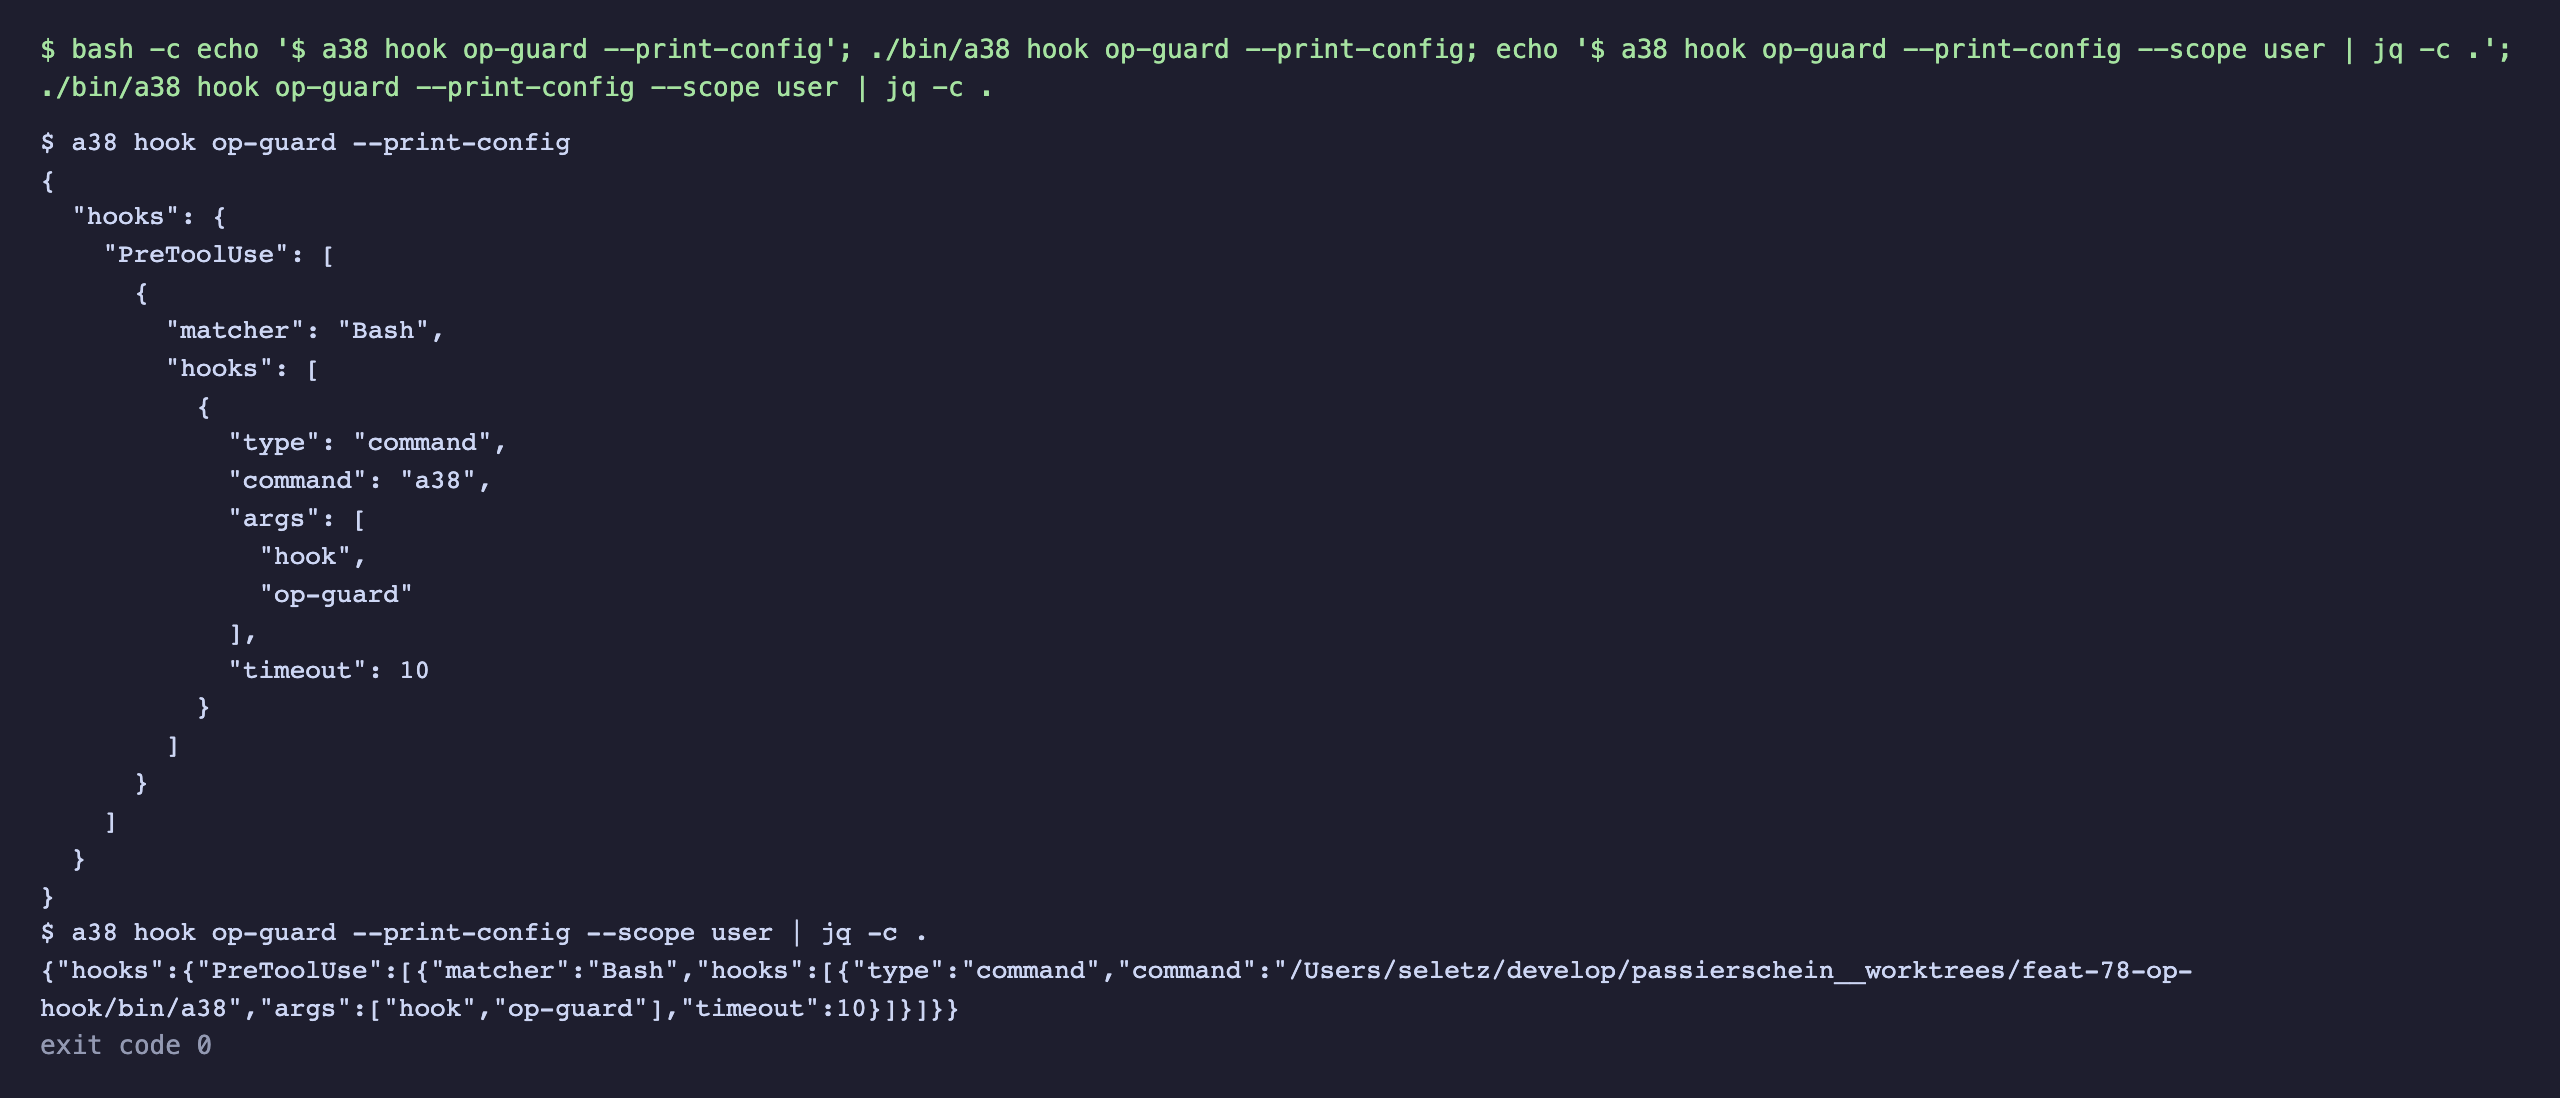 $ bash -c echo '$ a38 hook op-guard --print-config'; ./bin/a38 hook op-guard --print-config; echo '$ a38 hook op-guard --print-config --scope user | jq -c .';
./bin/a38 hook op-guard --print-config --scope user | jq -c .
$ a38 hook op-guard --print-config
{
  "hooks": {
    "PreToolUse": [
      {
        "matcher": "Bash",
        "hooks": [
          {
            "type": "command",
            "command": "a38",
            "args": [
              "hook",
              "op-guard"
            ],
            "timeout": 10
          }
        ]
      }
    ]
  }
}
$ a38 hook op-guard --print-config --scope user | jq -c .
{"hooks":{"PreToolUse":[{"matcher":"Bash","hooks":[{"type":"command","command":"/Users/seletz/develop/passierschein__worktrees/feat-78-op-
hook/bin/a38","args":["hook","op-guard"],"timeout":10}]}]}}
exit code 0